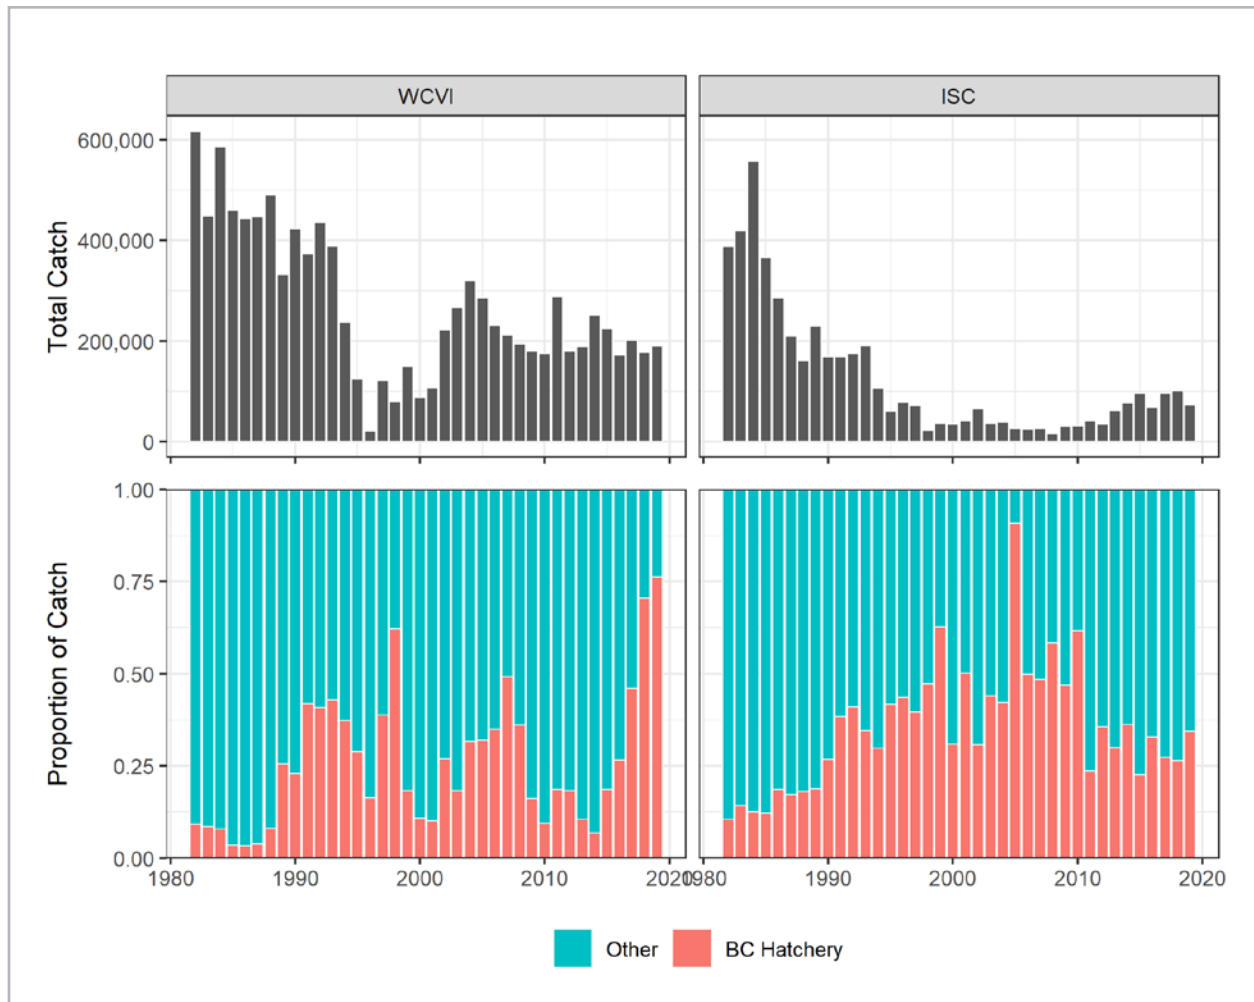 WCVI
ISC
Total Catch
600,000
400,000
200,000
0
Proportion of Catch
1.00
0.75
0.50
0.25
0.00
1980 1990 2000 2010 2020
1980 1990 2000 2010 2020
Other BC Hatchery